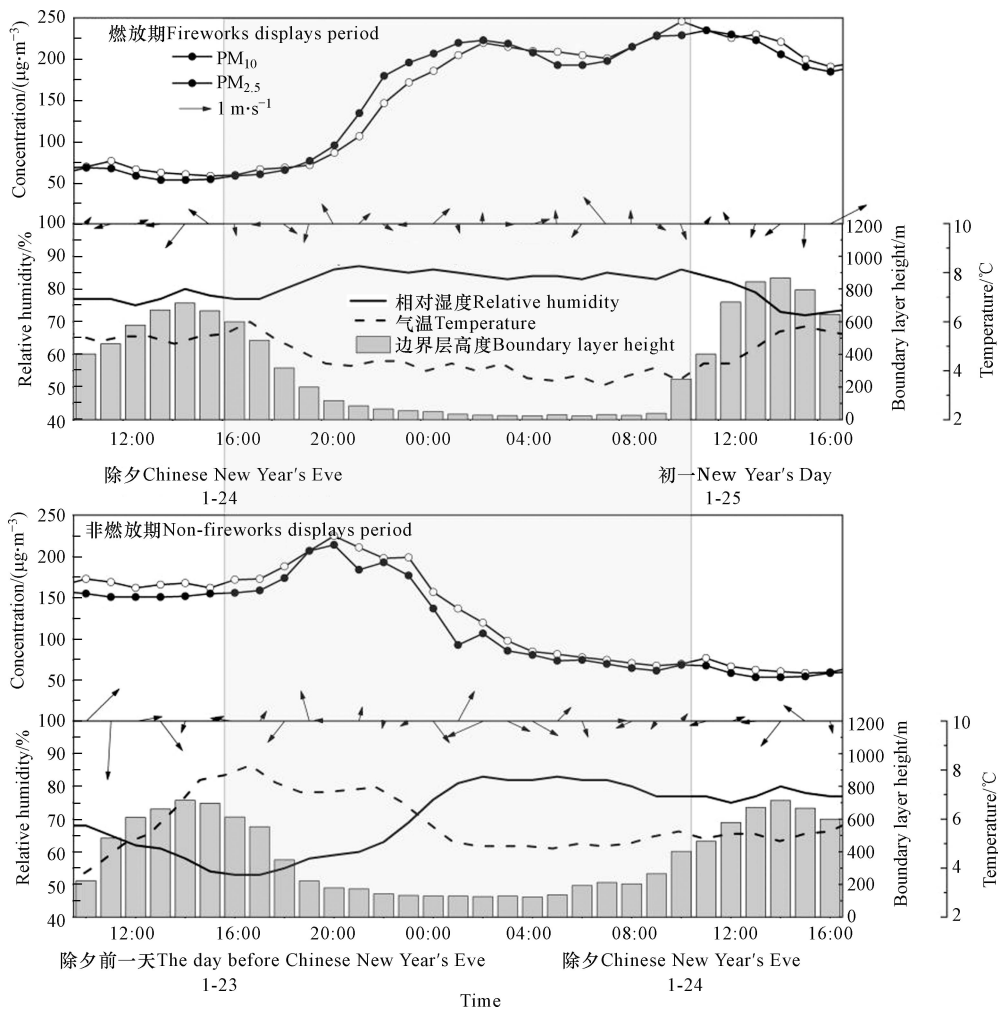 燃放期Fireworks displays period
PM10
PM2.5
1 m·s−1
Concentration/(μg·m−3)
250
200
150
100
50
100
90
80
70
60
50
40
Relative humidity/%
相对湿度Relative humidity
气温Temperature
边界层高度Boundary layer height
1200
1000
800
600
400
200
0
Boundary layer height/m
10
8
6
4
2
Temperature/℃
12:00 16:00 20:00 00:00 04:00 08:00 12:00 16:00
除夕Chinese New Year's Eve 初一New Year's Day
1-24 1-25
非燃放期Non-fireworks displays period
Concentration/(μg·m−3)
250
200
150
100
50
100
90
80
70
60
50
40
Relative humidity/%
1200
1000
800
600
400
200
0
Boundary layer height/m
10
8
6
4
2
Temperature/℃
12:00 16:00 20:00 00:00 04:00 08:00 12:00 16:00
除夕前一天The day before Chinese New Year's Eve 除夕Chinese New Year's Eve
1-23 1-24
Time